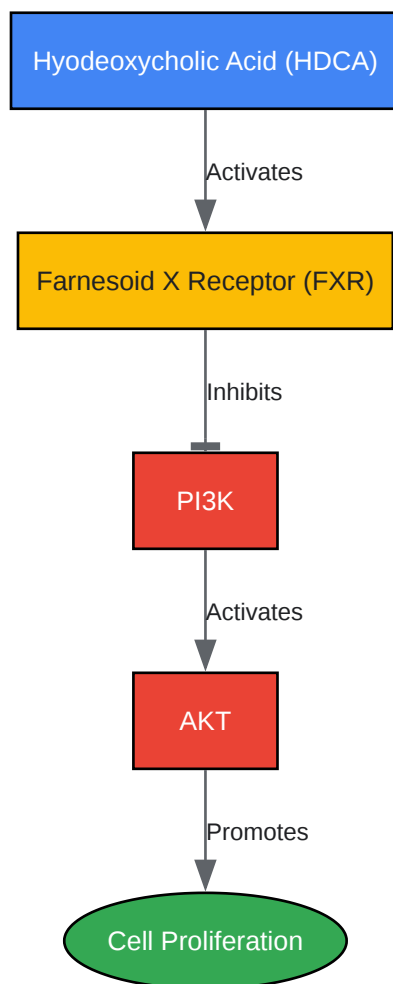 Hyodeoxycholic Acid (HDCA)
Activates
Farnesoid X Receptor (FXR)
Inhibits
PI3K
Activates
AKT
Promotes
Cell Proliferation